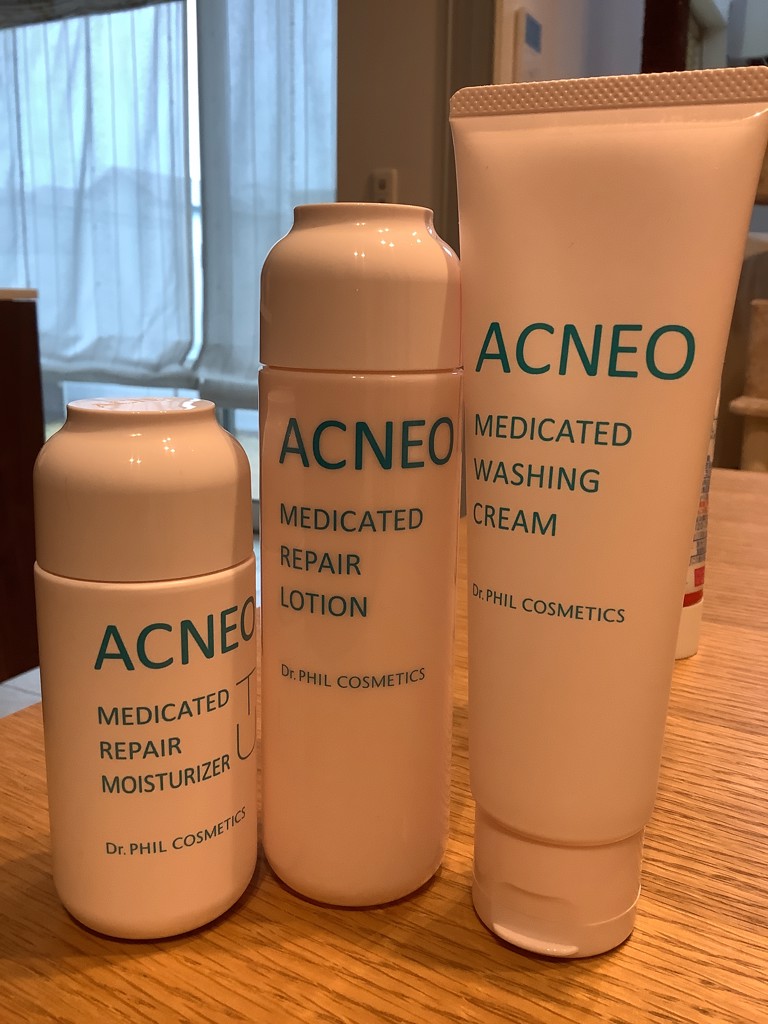 ACNEO
MEDICATED
REPAIR
MOISTURIZER
Dr.PHIL COSMETICS
T
U
ACNEO
MEDICATED
REPAIR
LOTION
Dr.PHIL COSMETICS
ACNEO
MEDICATED
WASHING
CREAM
Dr.PHIL COSMETICS